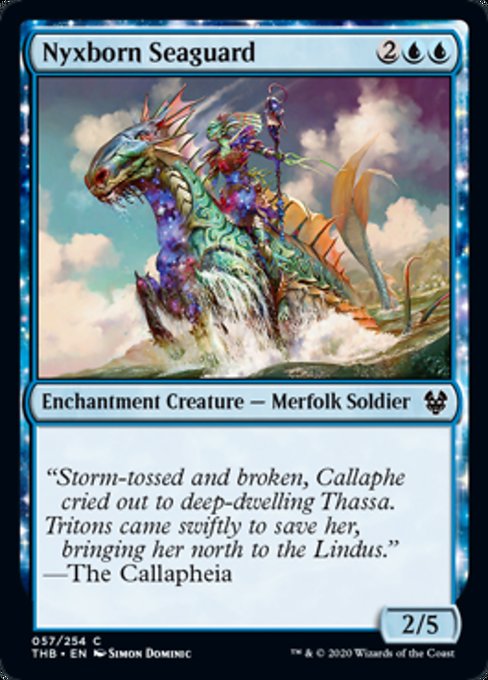 Nyxborn Seaguard 2
Enchantment Creature — Merfolk Soldier
“Storm-tossed and broken, Callaphe
cried out to deep-dwelling Thassa.
Tritons came swiftly to save her,
bringing her north to the Lindus.”
—The Callapheia
2/5
057/254 C
THB • EN Simon Dominic
™ & © 2020 Wizards of the Coast